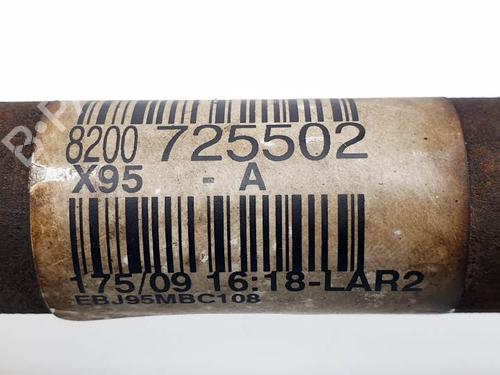 8200 725502
X95 - A
175/09 16:18-LAR2
EBJ95MBC108